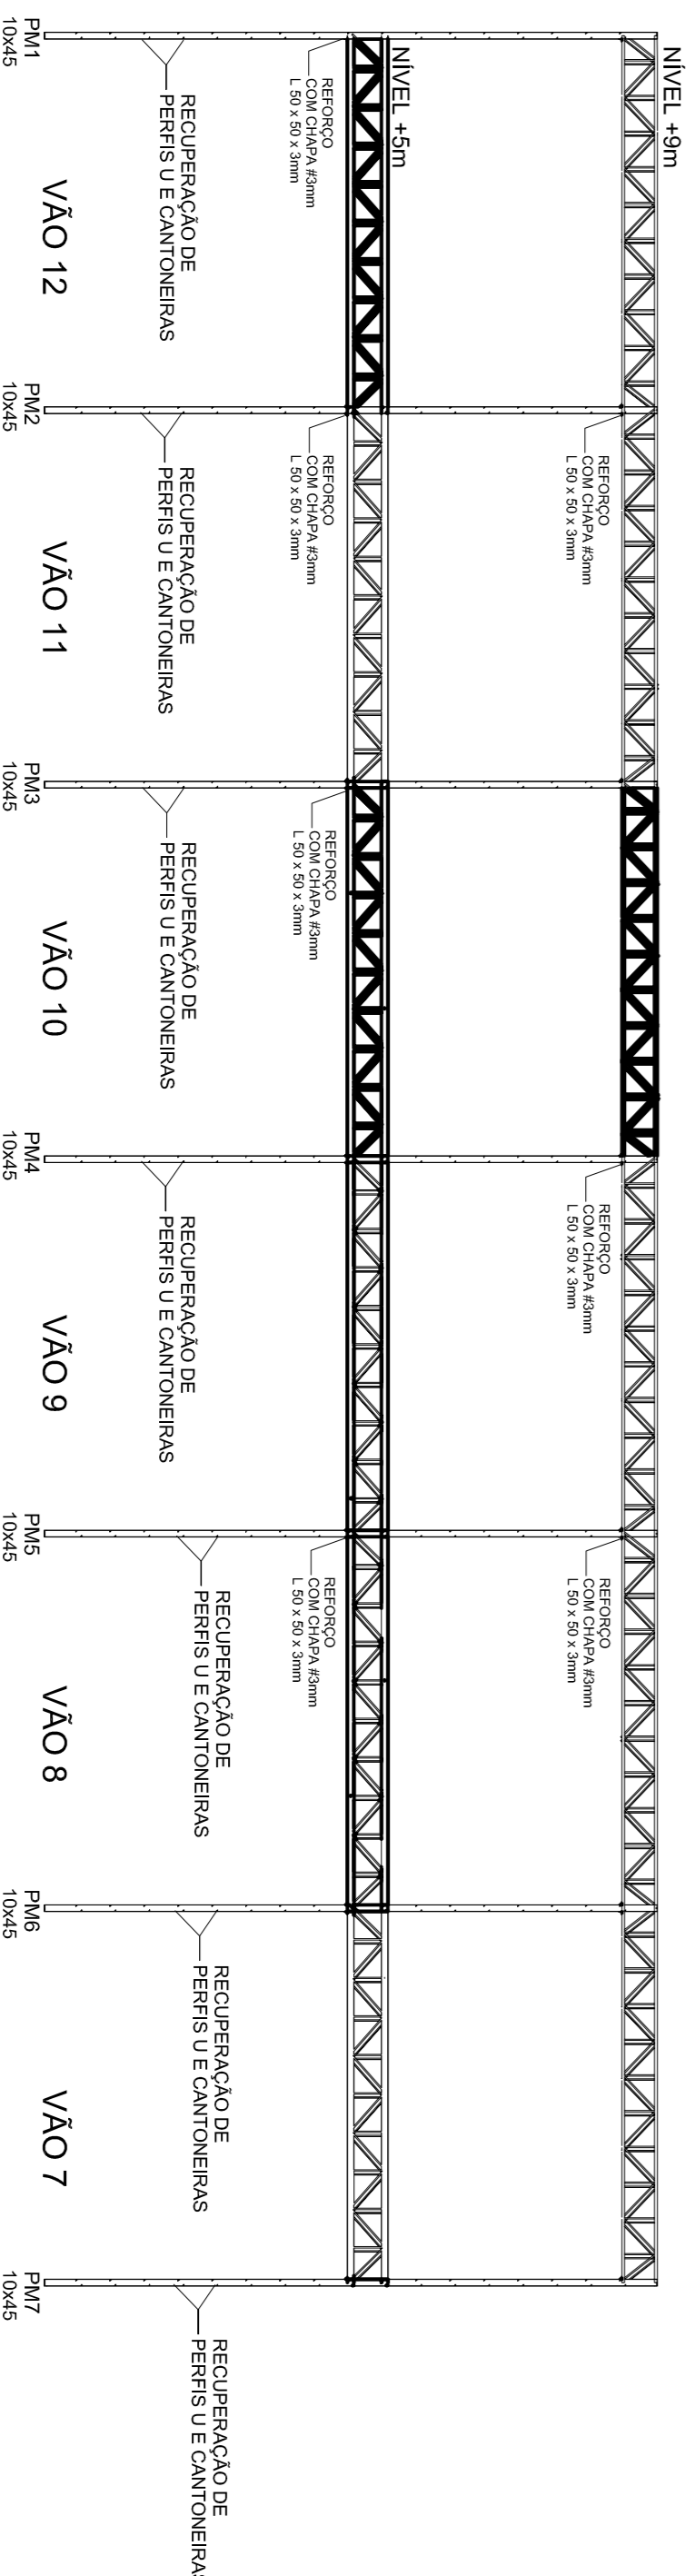 NÍVEL +9m
REFORÇO
COM CHAPA #3mm
L 50 x 50 x 3mm
REFORÇO
COM CHAPA #3mm
L 50 x 50 x 3mm
REFORÇO
COM CHAPA #3mm
L 50 x 50 x 3mm
NÍVEL +5m
REFORÇO
COM CHAPA #3mm
L 50 x 50 x 3mm
REFORÇO
COM CHAPA #3mm
L 50 x 50 x 3mm
REFORÇO
COM CHAPA #3mm
L 50 x 50 x 3mm
REFORÇO
COM CHAPA #3mm
L 50 x 50 x 3mm
RECUPERAÇÃO DE
PERFIS U E CANTONEIRAS
RECUPERAÇÃO DE
PERFIS U E CANTONEIRAS
RECUPERAÇÃO DE
PERFIS U E CANTONEIRAS
RECUPERAÇÃO DE
PERFIS U E CANTONEIRAS
RECUPERAÇÃO DE
PERFIS U E CANTONEIRAS
RECUPERAÇÃO DE
PERFIS U E CANTONEIRAS
RECUPERAÇÃO DE
PERFIS U E CANTONEIRAS
VÃO 12
VÃO 11
VÃO 10
VÃO 9
VÃO 8
VÃO 7
PM1
10x45
PM2
10x45
PM3
10x45
PM4
10x45
PM5
10x45
PM6
10x45
PM7
10x45